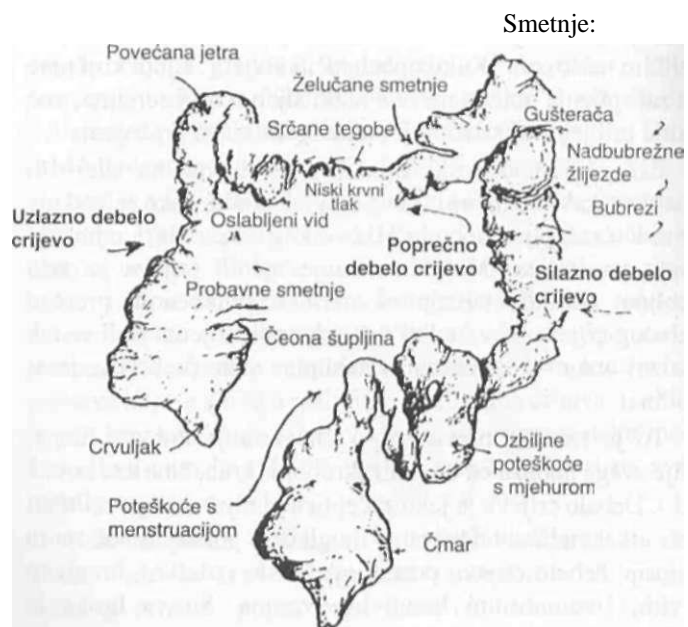 Smetnje:
Povećana jetra
Želučane smetnje
Srčane tegobe
Gušterača
Nadbubrežne
žlijezde
Niski krvni
tlak
Bubrezi
Oslabljeni vid
Uzlazno debelo
crijevo
Poprečno
debelo crijevo
Silazno debelo
crijevo
Probavne smetnje
Čeona šupljina
Crvuljak
Ozbiljne
poteškoće
s mjehurom
Poteškoće s
menstruacijom
Čmar